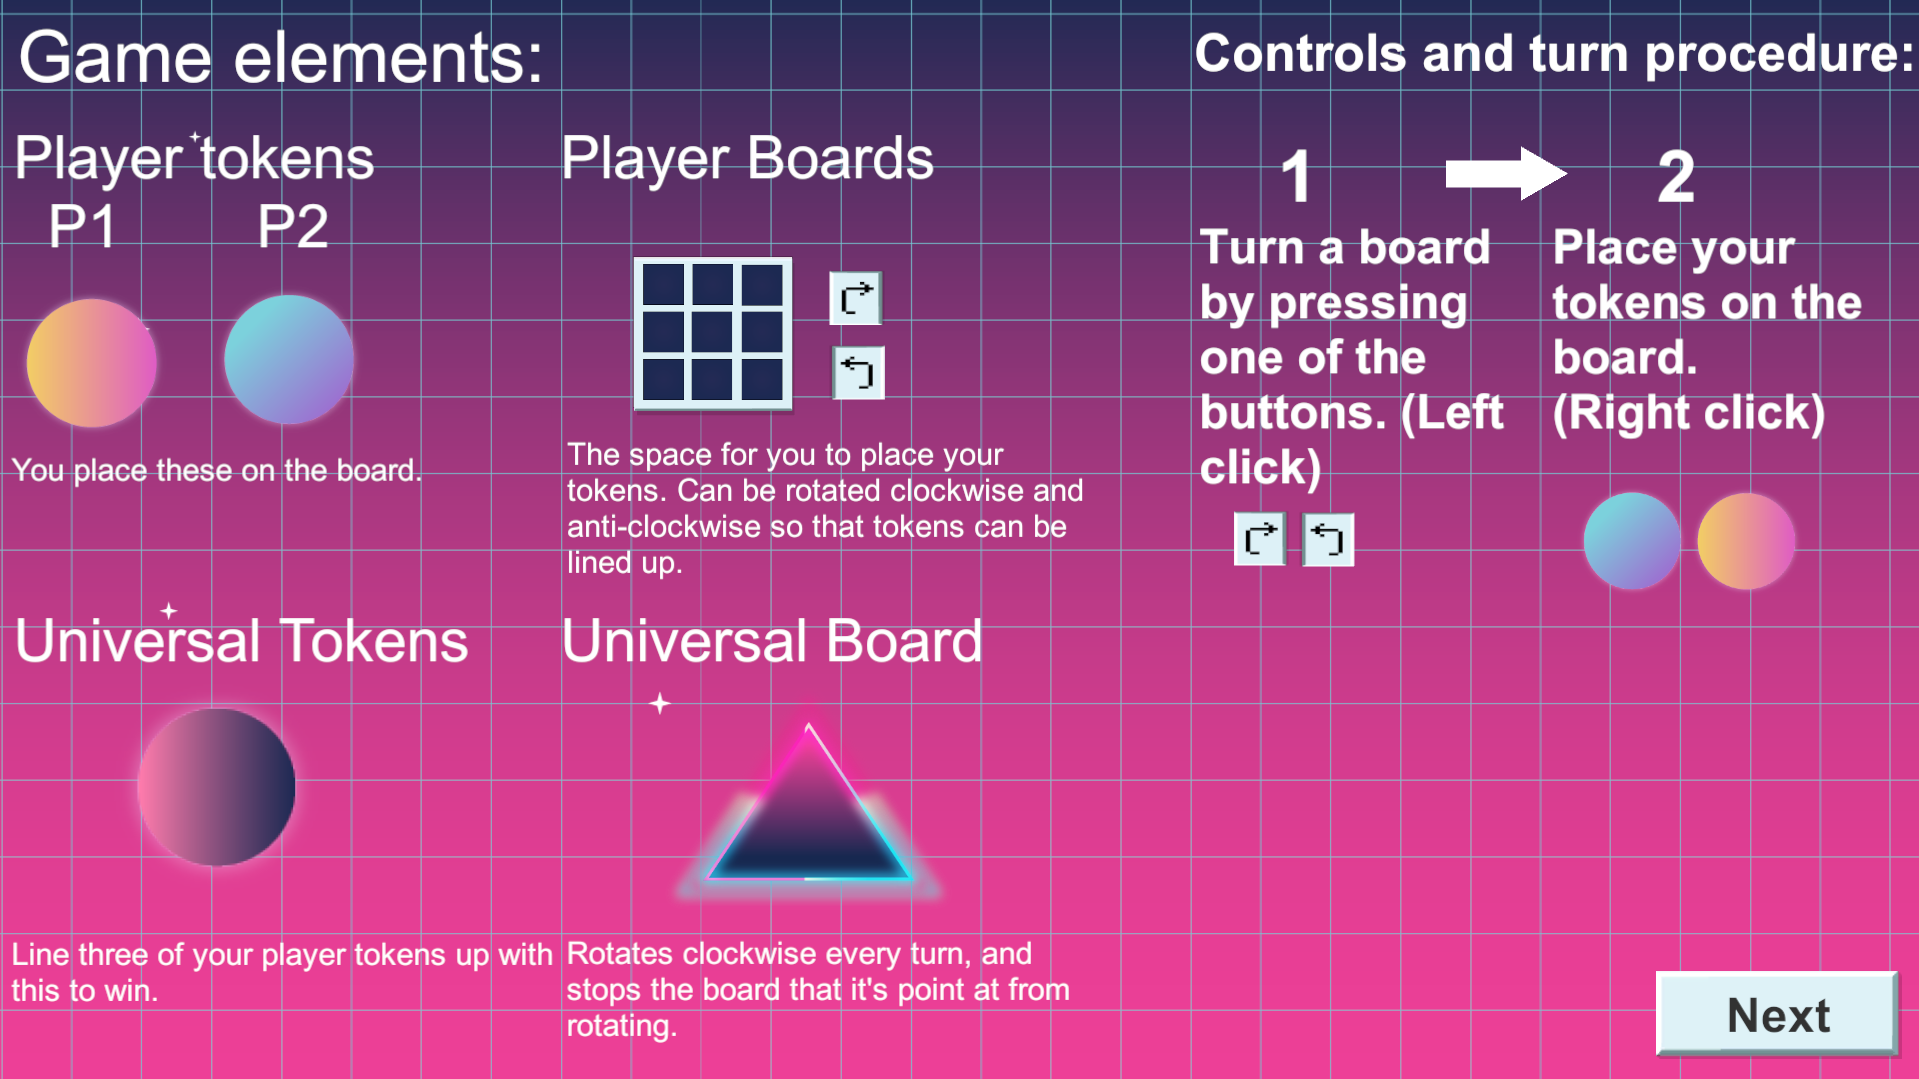 Game elements:
Player tokens
P1 P2
You place these on the board.
Player Boards
The space for you to place your
tokens. Can be rotated clockwise and
anti-clockwise so that tokens can be
lined up.
Universal Tokens
Line three of your player tokens up with
this to win.
Universal Board
Rotates clockwise every turn, and
stops the board that it's point at from
rotating.
Controls and turn procedure:
1
Turn a board
by pressing
one of the
buttons. (Left
click)
2
Place your
tokens on the
board.
(Right click)
Next